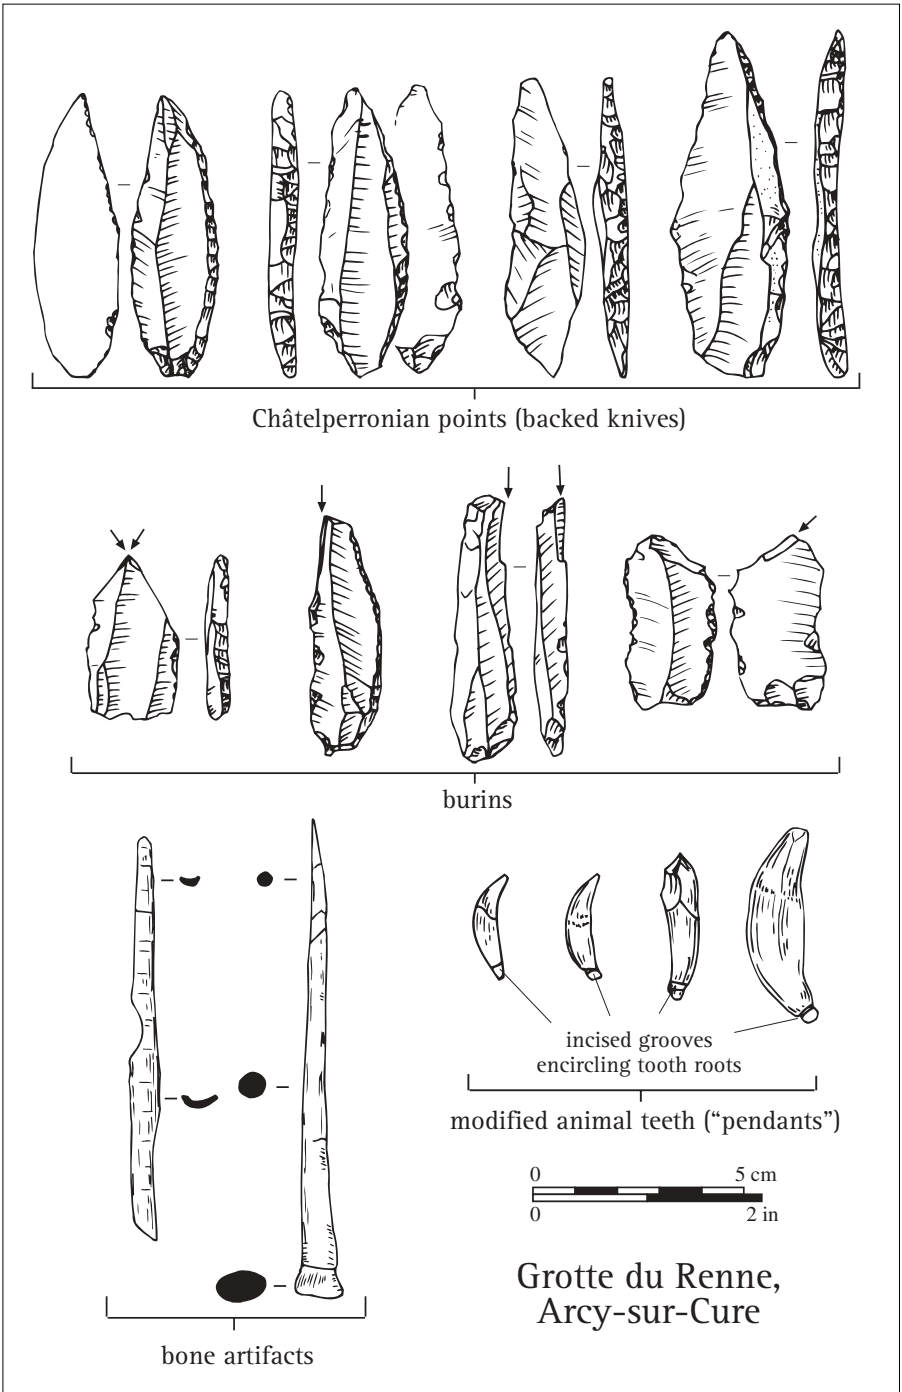 Châtelperronian points (backed knives)
burins
incised grooves
encircling tooth roots
modified animal teeth (“pendants”)
0 5 cm
0 2 in
Grotte du Renne,
Arcy-sur-Cure
bone artifacts